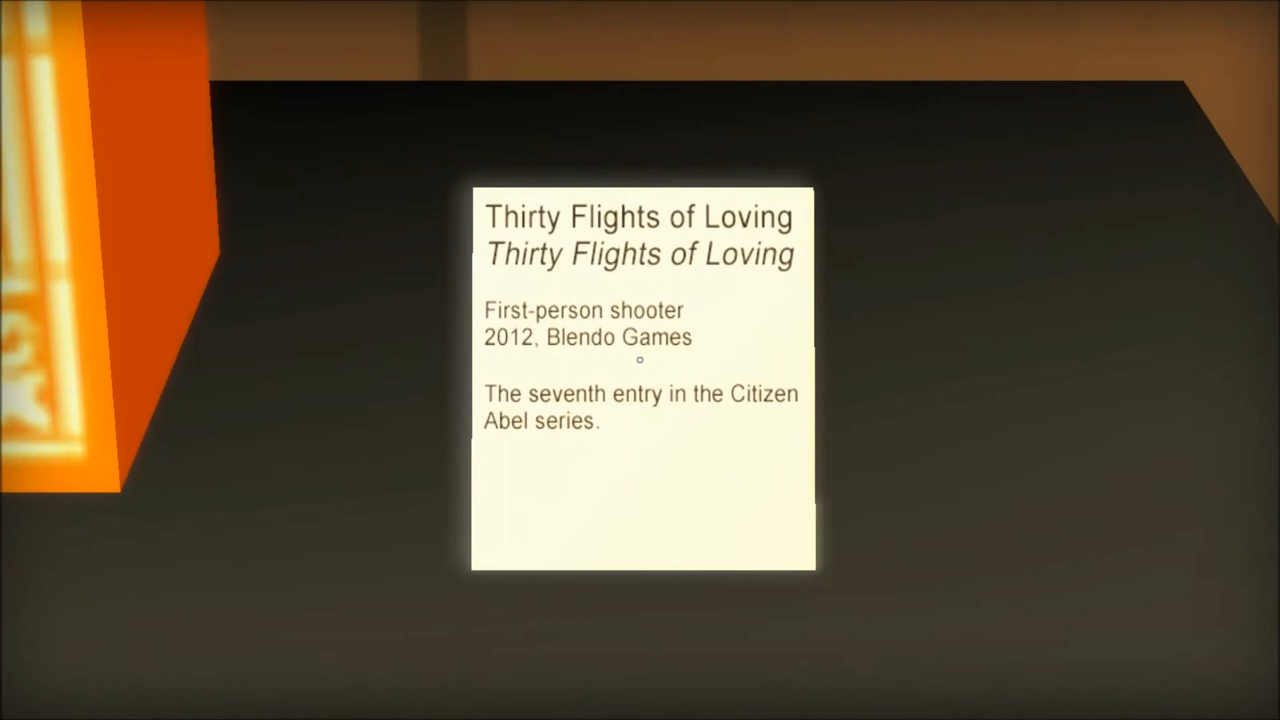 Thirty Flights of Loving
Thirty Flights of Loving
First-person shooter
2012, Blendo Games
The seventh entry in the Citizen
Abel series.